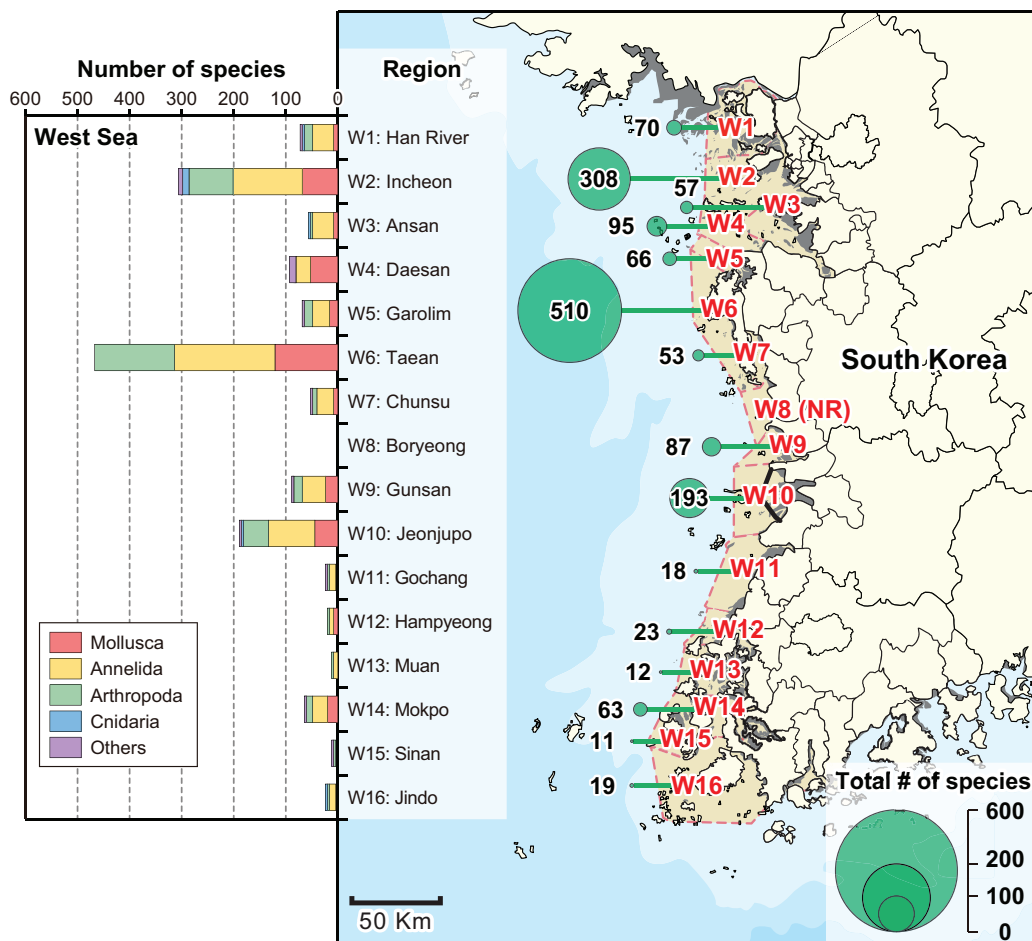 Number of species
Region
600 500 400 300 200 100 0
West Sea
W1: Han River
W2: Incheon
W3: Ansan
W4: Daesan
W5: Garolim
W6: Taean
W7: Chunsu
W8: Boryeong
W9: Gunsan
W10: Jeonjupo
W11: Gochang
W12: Hampyeong
W13: Muan
W14: Mokpo
W15: Sinan
W16: Jindo
Mollusca
Annelida
Arthropoda
Cnidaria
Others
70 W1
308 W2
57 W3
95 W4
66 W5
510 W6
53 W7
South Korea
W8 (NR)
87 W9
193 W10
18 W11
23 W12
12 W13
63 W14
11 W15
19 W16
Total # of species
600
200
100
0
50 Km